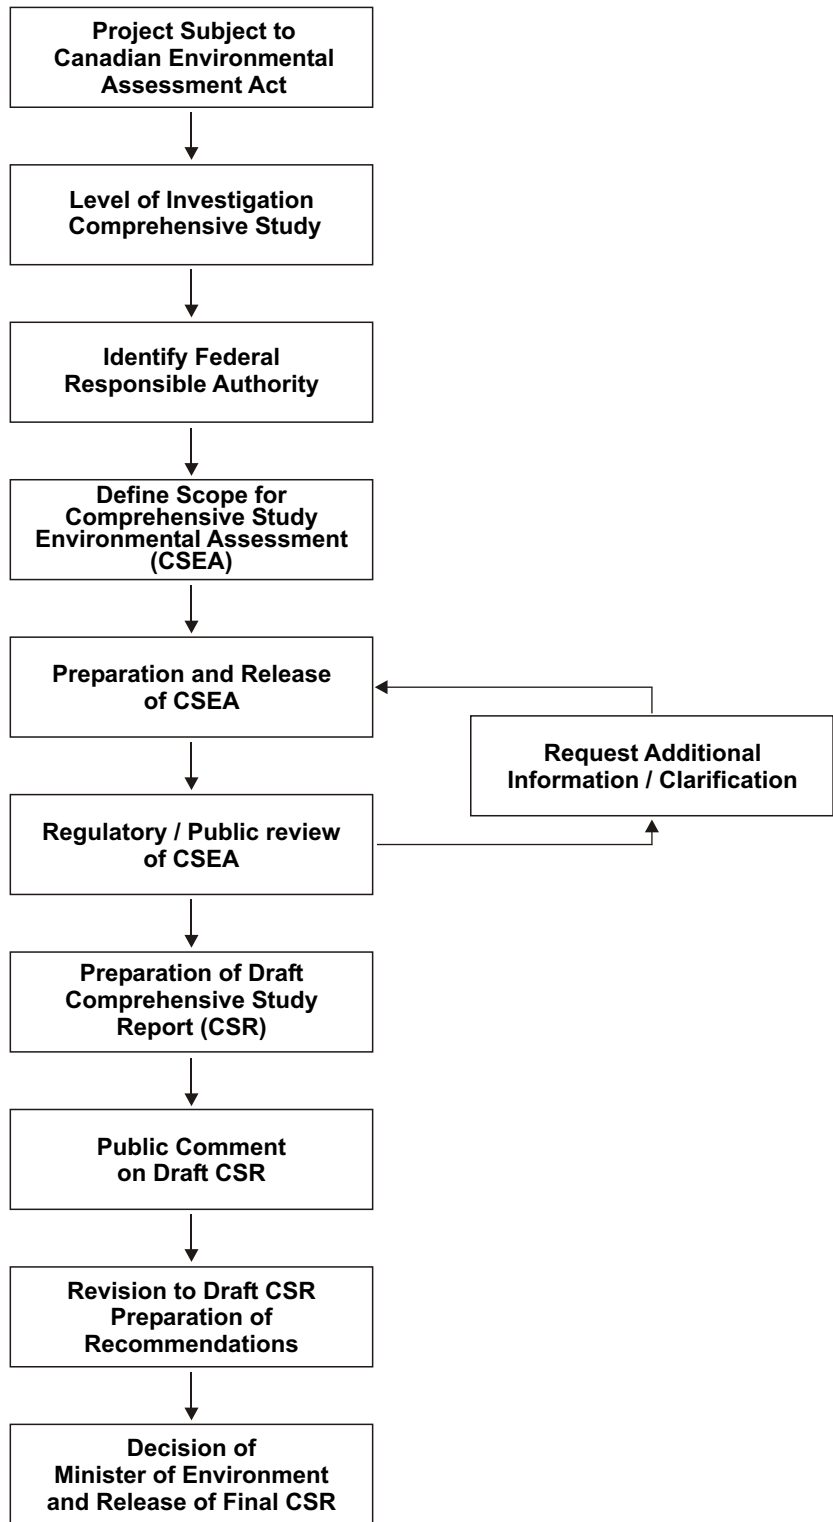 Project Subject to
Canadian Environmental
Assessment Act
Level of Investigation
Comprehensive Study
Identify Federal
Responsible Authority
Define Scope for
Comprehensive Study
Environmental Assessment
(CSEA)
Preparation and Release
of CSEA
Request Additional
Information / Clarification
Regulatory / Public review
of CSEA
Preparation of Draft
Comprehensive Study
Report (CSR)
Public Comment
on Draft CSR
Revision to Draft CSR
Preparation of
Recommendations
Decision of
Minister of Environment
and Release of Final CSR